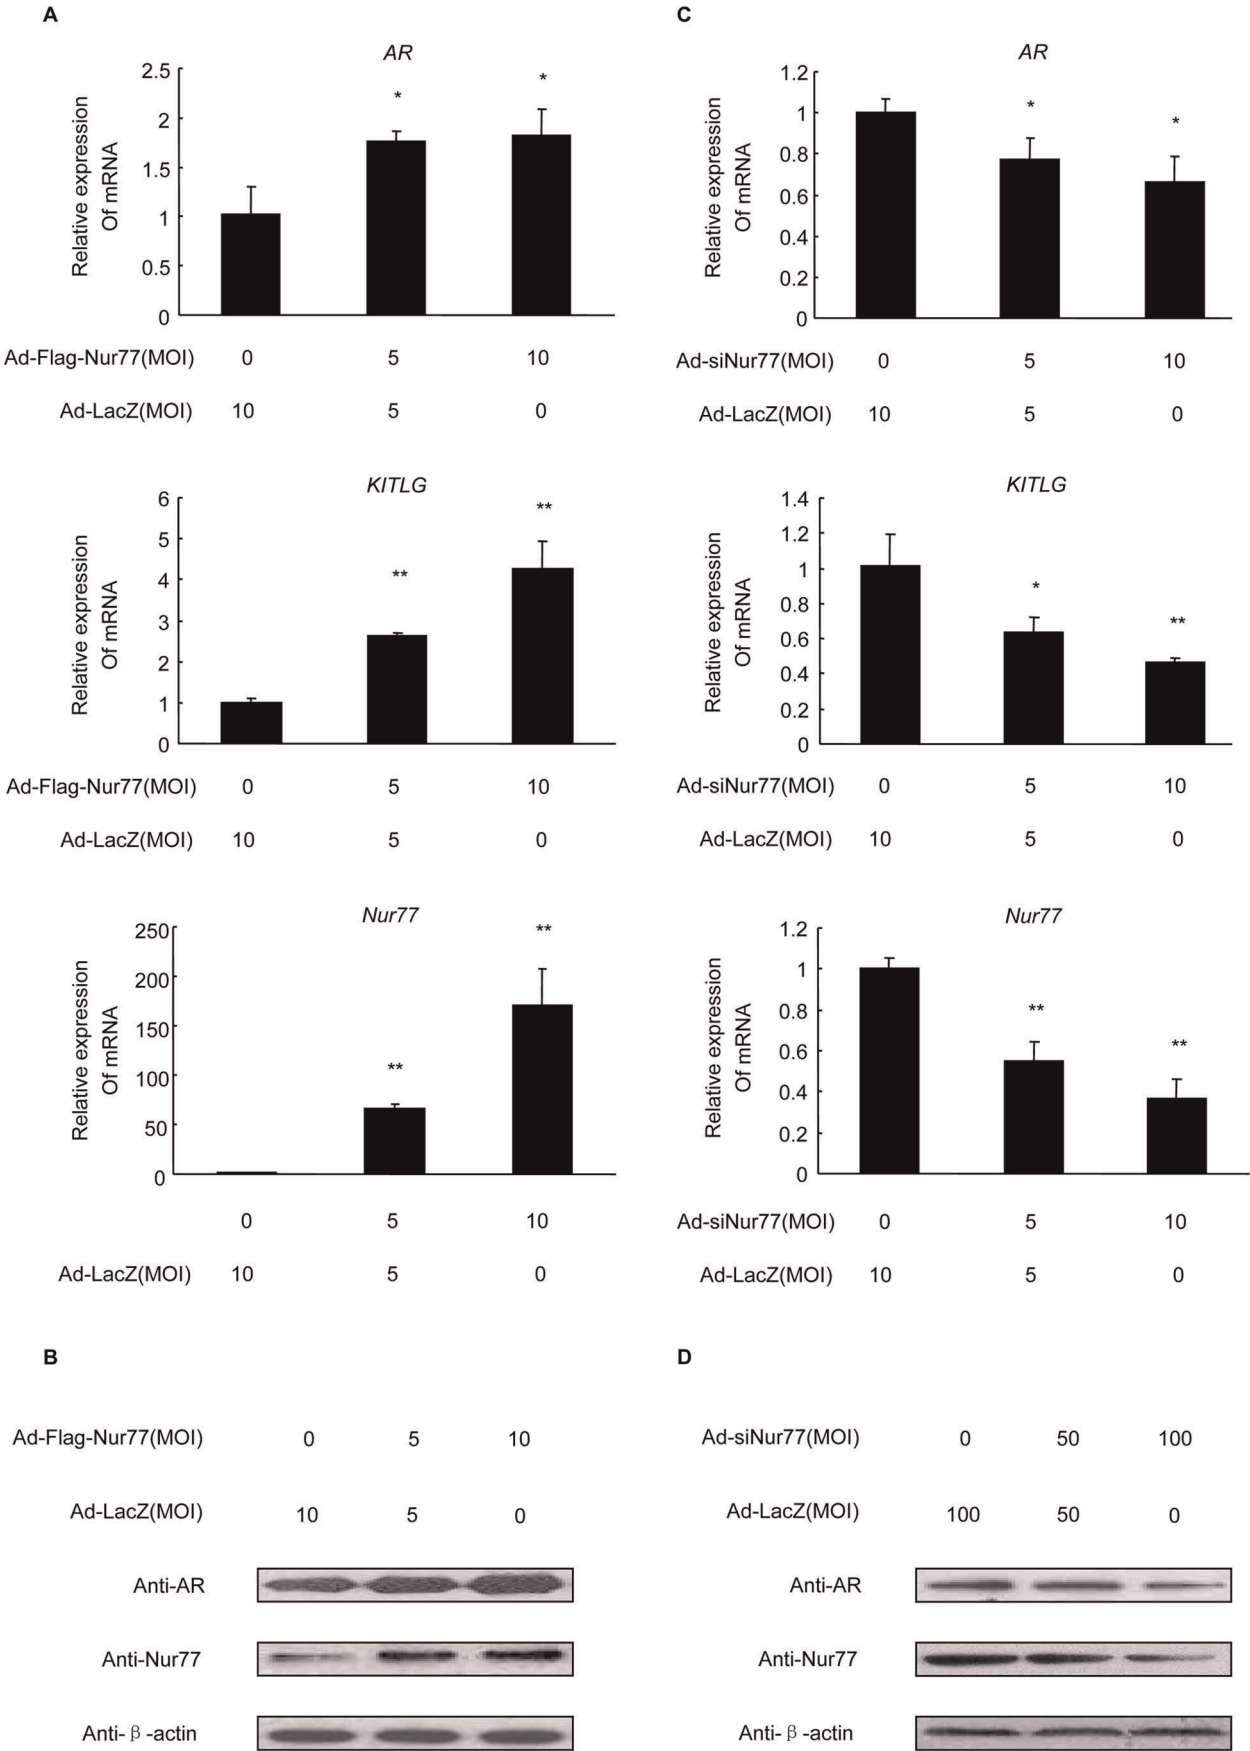 A
AR
Relative expression
Of mRNA
2.5
2
1.5
1
0.5
0
*
*
Ad-Flag-Nur77(MOI) 0 5 10
Ad-LacZ(MOI) 10 5 0
KITLG
Relative expression
Of mRNA
6
5
4
3
2
1
0
**
**
Ad-Flag-Nur77(MOI) 0 5 10
Ad-LacZ(MOI) 10 5 0
Nur77
Relative expression
Of mRNA
250
200
150
100
50
0
**
**
0 5 10
Ad-LacZ(MOI) 10 5 0
B
Ad-Flag-Nur77(MOI) 0 5 10
Ad-LacZ(MOI) 10 5 0
Anti-AR
Anti-Nur77
Anti-β-actin
C
AR
Relative expression
Of mRNA
1.2
1
0.8
0.6
0.4
0.2
0
*
*
Ad-siNur77(MOI) 0 5 10
Ad-LacZ(MOI) 10 5 0
KITLG
Relative expression
Of mRNA
1.4
1.2
1
0.8
0.6
0.4
0.2
0
*
**
Ad-siNur77(MOI) 0 5 10
Ad-LacZ(MOI) 10 5 0
Nur77
Relative expression
Of mRNA
1.2
1
0.8
0.6
0.4
0.2
0
**
**
Ad-siNur77(MOI) 0 5 10
Ad-LacZ(MOI) 10 5 0
D
Ad-siNur77(MOI) 0 50 100
Ad-LacZ(MOI) 100 50 0
Anti-AR
Anti-Nur77
Anti-β-actin